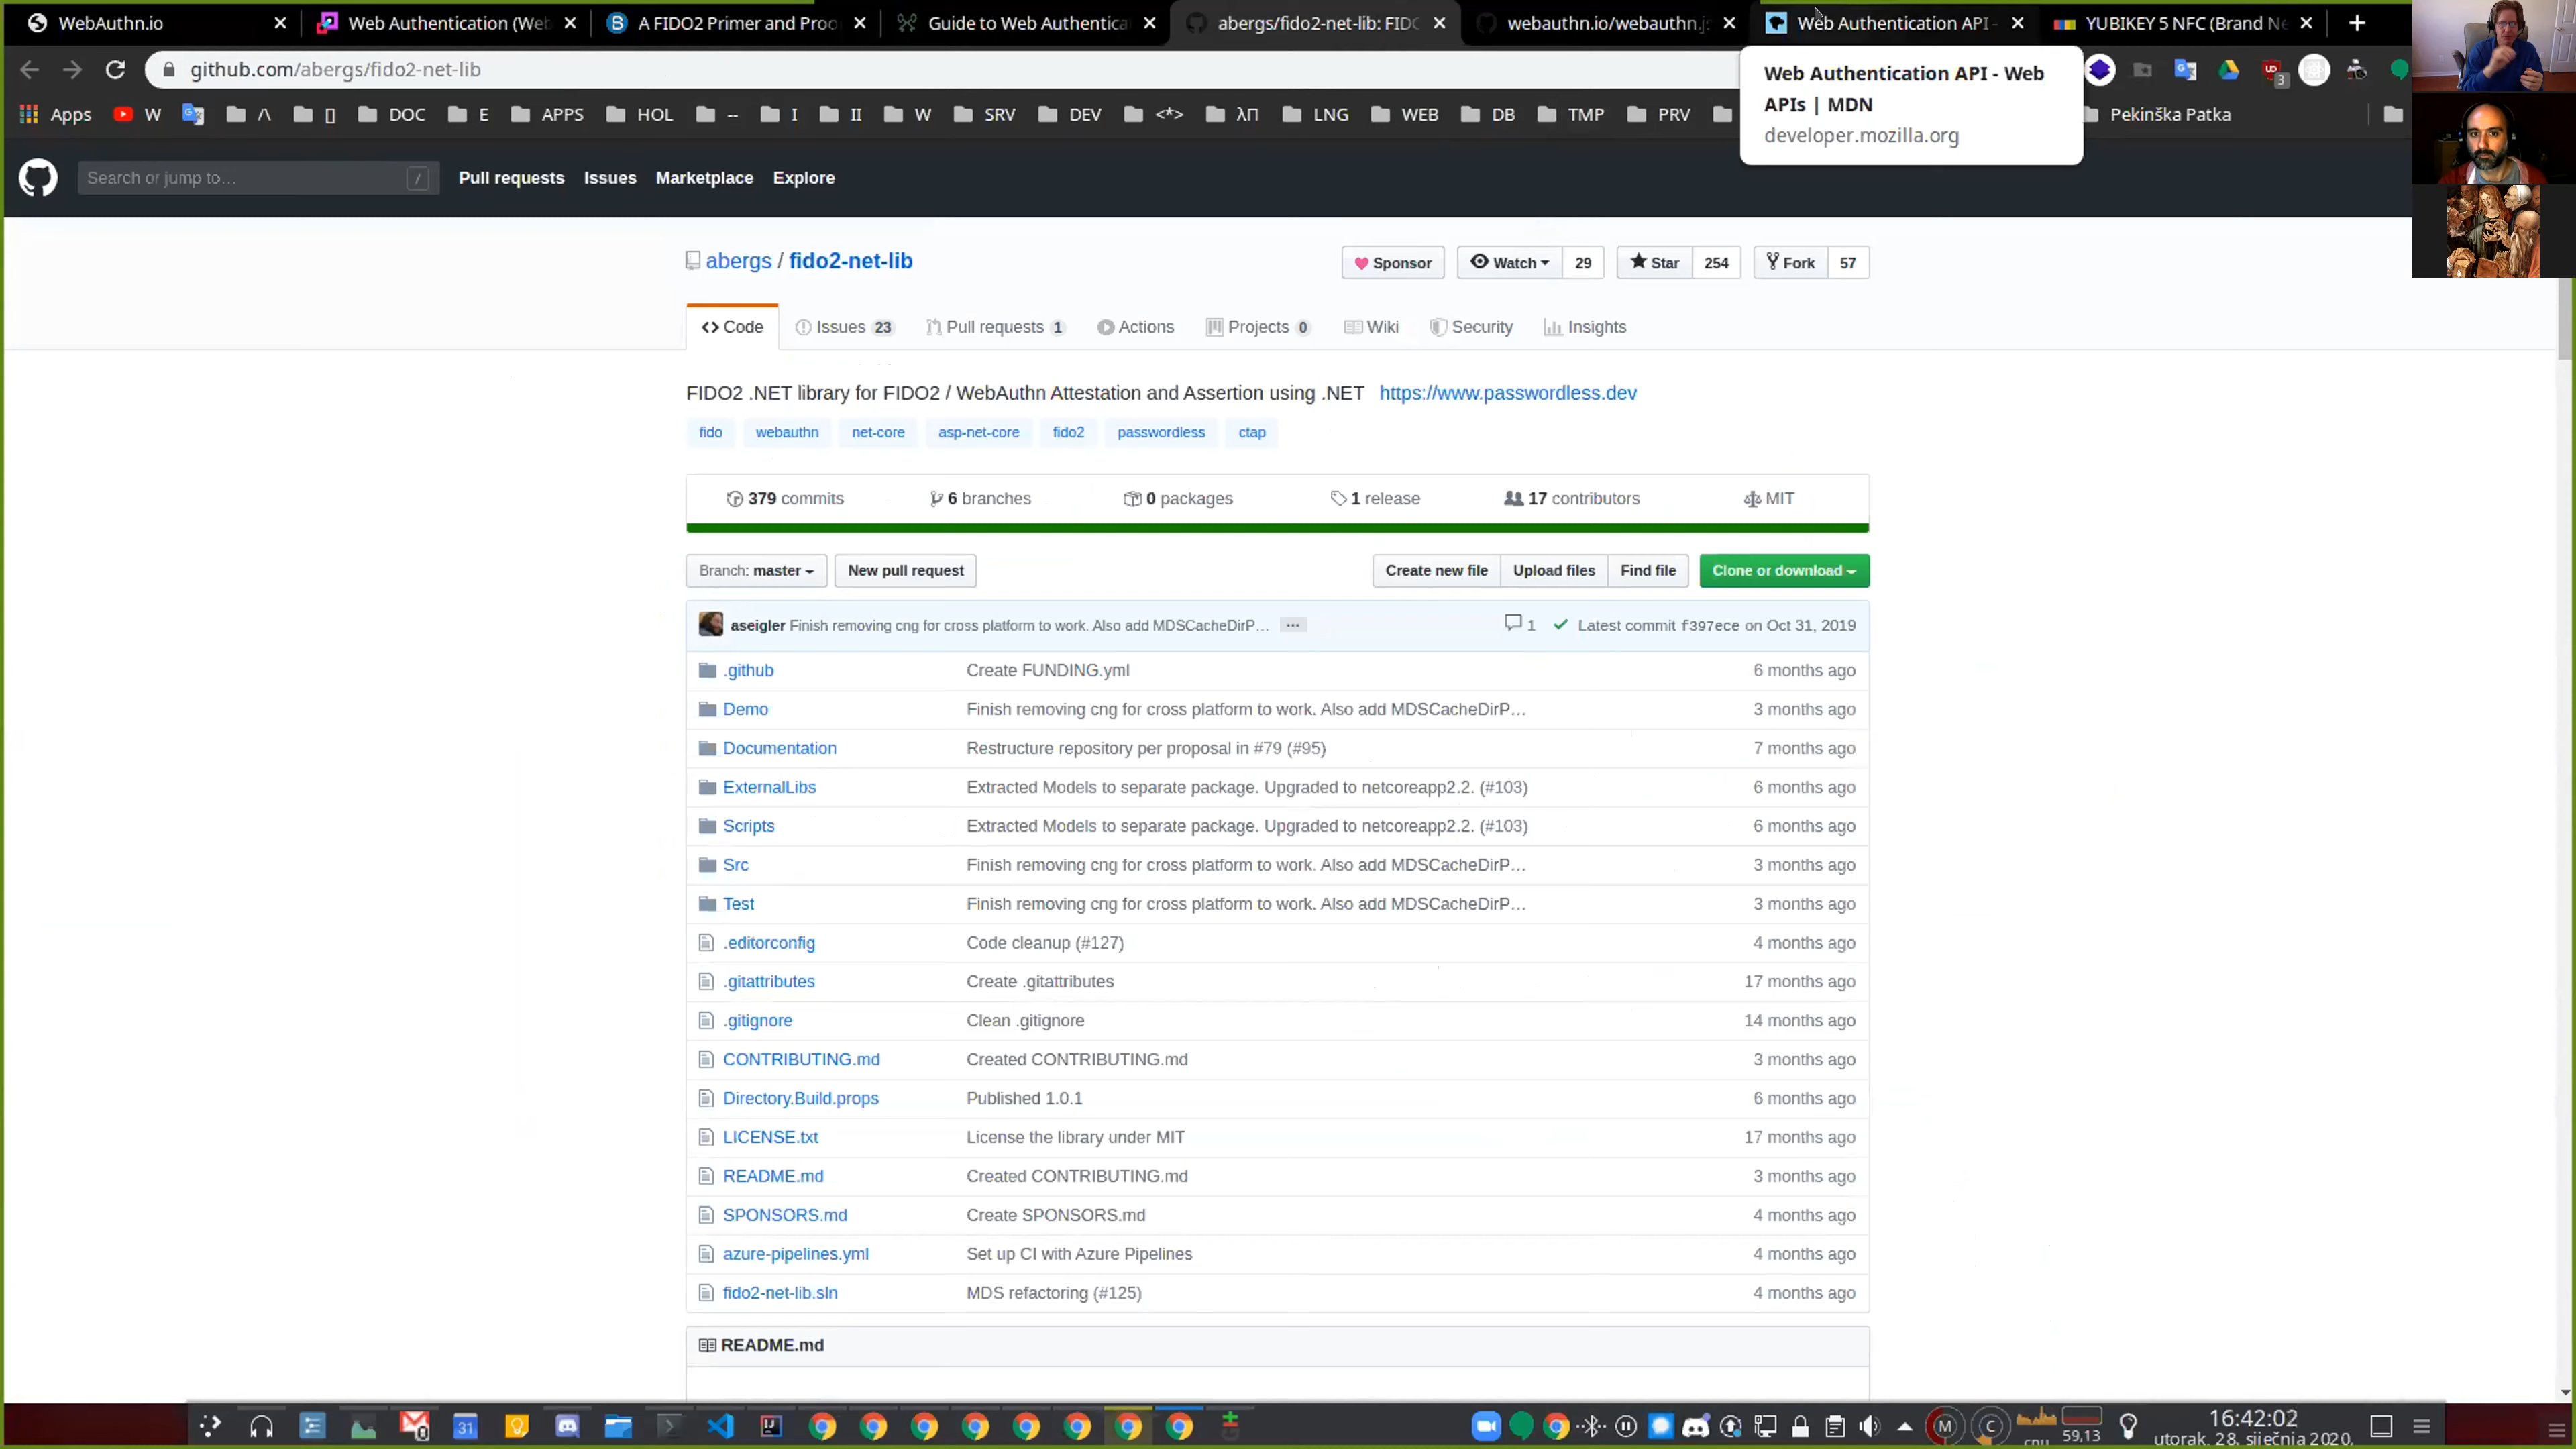 WebAuthn.io
Web Authentication (Web
A FIDO2 Primer and Proo
Guide to Web Authentica
abergs/fido2-net-lib: FIDO
webauthn.io/webauthn.js
Web Authentication API -
YUBIKEY 5 NFC (Brand Ne
github.com/abergs/fido2-net-lib
Web Authentication API - Web
APIs | MDN
developer.mozilla.org
Apps W /\ [] DOC E APPS HOL -- I II W SRV DEV <*> λΠ LNG WEB DB TMP PRV Pekinška Patka
Search or jump to… /
Pull requests Issues Marketplace Explore
abergs / fido2-net-lib
Sponsor Watch 29 Star 254 Fork 57
Code Issues 23 Pull requests 1 Actions Projects 0 Wiki Security Insights
FIDO2 .NET library for FIDO2 / WebAuthn Attestation and Assertion using .NET https://www.passwordless.dev
fido webauthn net-core asp-net-core fido2 passwordless ctap
379 commits 6 branches 0 packages 1 release 17 contributors MIT
Branch: master New pull request Create new file Upload files Find file Clone or download
aseigler Finish removing cng for cross platform to work. Also add MDSCacheDirP… ... 1 Latest commit f397ece on Oct 31, 2019
.github Create FUNDING.yml 6 months ago
Demo Finish removing cng for cross platform to work. Also add MDSCacheDirP… 3 months ago
Documentation Restructure repository per proposal in #79 (#95) 7 months ago
ExternalLibs Extracted Models to separate package. Upgraded to netcoreapp2.2. (#103) 6 months ago
Scripts Extracted Models to separate package. Upgraded to netcoreapp2.2. (#103) 6 months ago
Src Finish removing cng for cross platform to work. Also add MDSCacheDirP… 3 months ago
Test Finish removing cng for cross platform to work. Also add MDSCacheDirP… 3 months ago
.editorconfig Code cleanup (#127) 4 months ago
.gitattributes Create .gitattributes 17 months ago
.gitignore Clean .gitignore 14 months ago
CONTRIBUTING.md Created CONTRIBUTING.md 3 months ago
Directory.Build.props Published 1.0.1 6 months ago
LICENSE.txt License the library under MIT 17 months ago
README.md Created CONTRIBUTING.md 3 months ago
SPONSORS.md Create SPONSORS.md 4 months ago
azure-pipelines.yml Set up CI with Azure Pipelines 4 months ago
fido2-net-lib.sln MDS refactoring (#125) 4 months ago
README.md
59,13
16:42:02
utorak, 28. siječnia 2020.